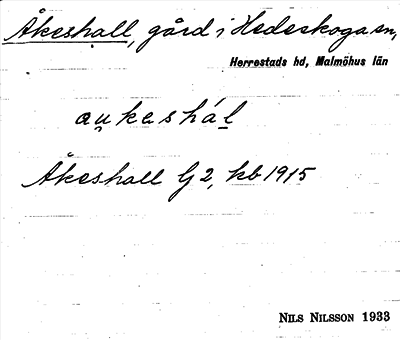 Åkeshall, gård i Hedeskoga sn,
Herrestads hd, Malmöhus län
au̯keshál
Åkeshall G 2, kb 1915
NILS NILSSON 1933